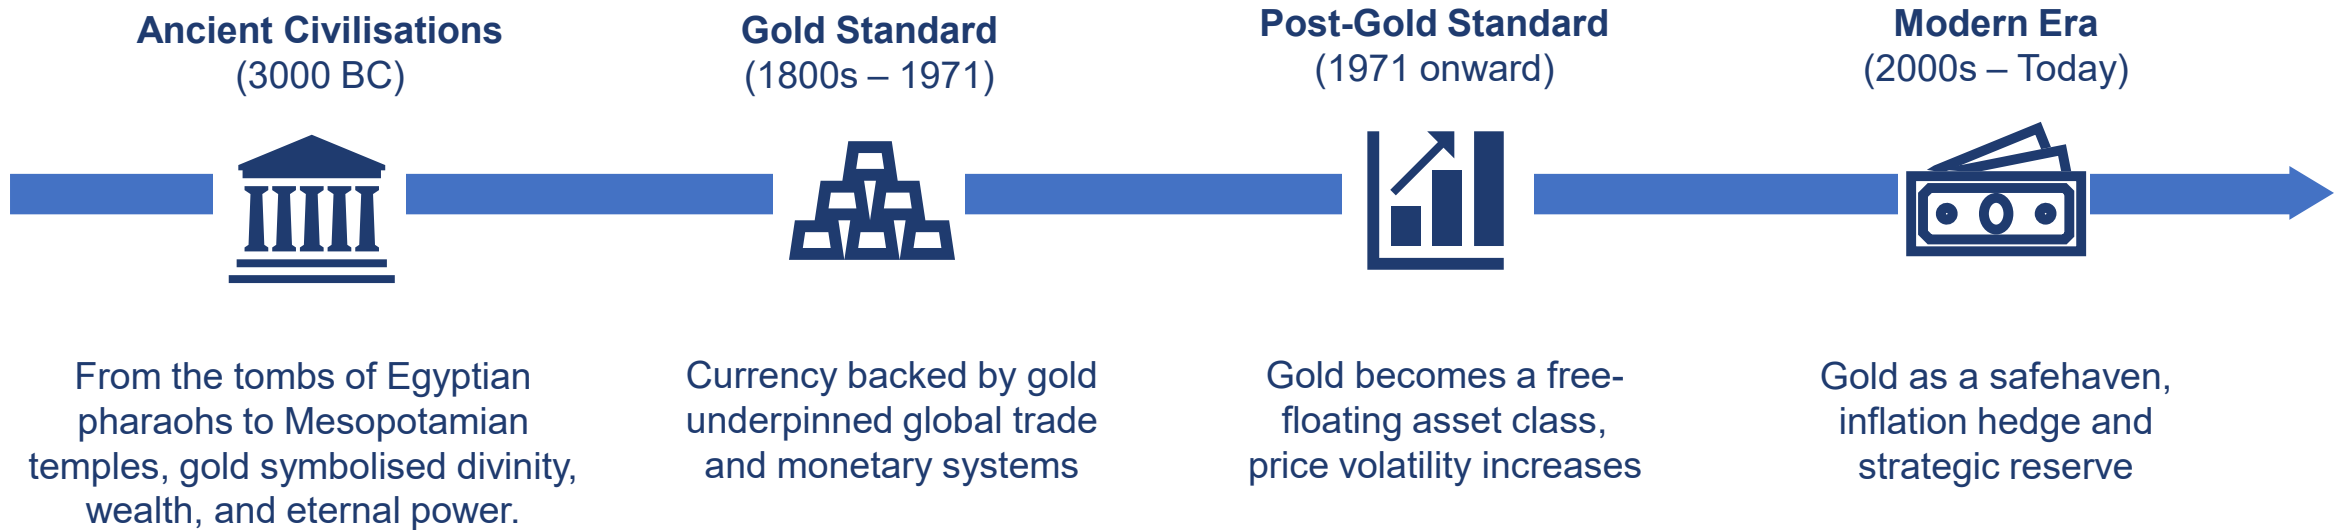 Ancient Civilisations
(3000 BC)
From the tombs of Egyptian
pharaohs to Mesopotamian
temples, gold symbolised divinity,
wealth, and eternal power.
Gold Standard
(1800s – 1971)
Currency backed by gold
underpinned global trade
and monetary systems
Post-Gold Standard
(1971 onward)
Gold becomes a free-
floating asset class,
price volatility increases
Modern Era
(2000s – Today)
Gold as a safehaven,
inflation hedge and
strategic reserve